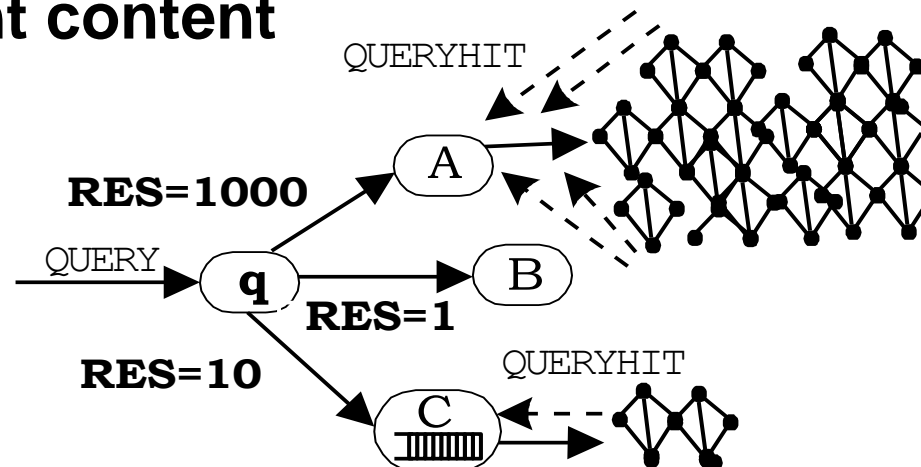 nt content
QUERYHIT
A
RES=1000
QUERY
q
B
RES=1
RES=10
QUERYHIT
C